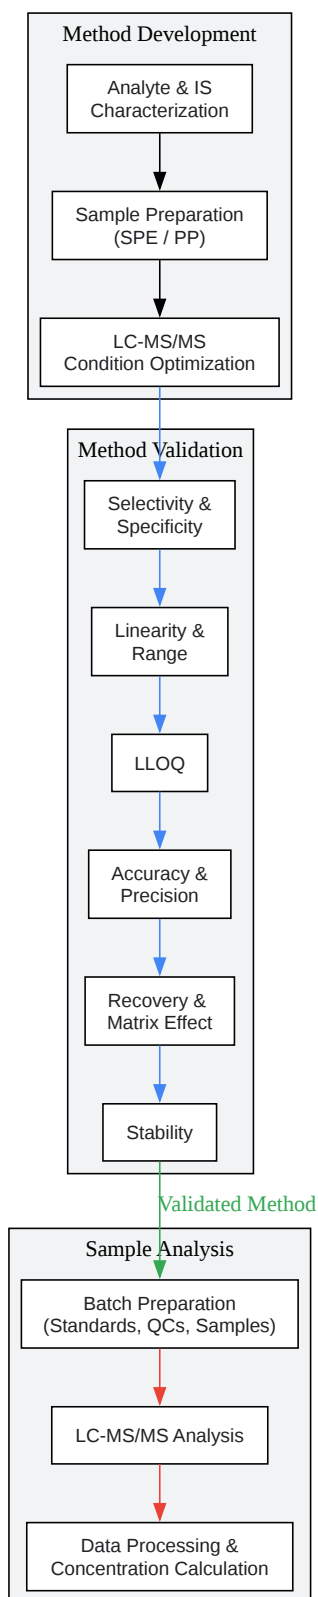 Method Development
Analyte & IS
Characterization
Sample Preparation
(SPE / PP)
LC-MS/MS
Condition Optimization
Method Validation
Selectivity &
Specificity
Linearity &
Range
LLOQ
Accuracy &
Precision
Recovery &
Matrix Effect
Stability
Validated Method
Sample Analysis
Batch Preparation
(Standards, QCs, Samples)
LC-MS/MS Analysis
Data Processing &
Concentration Calculation